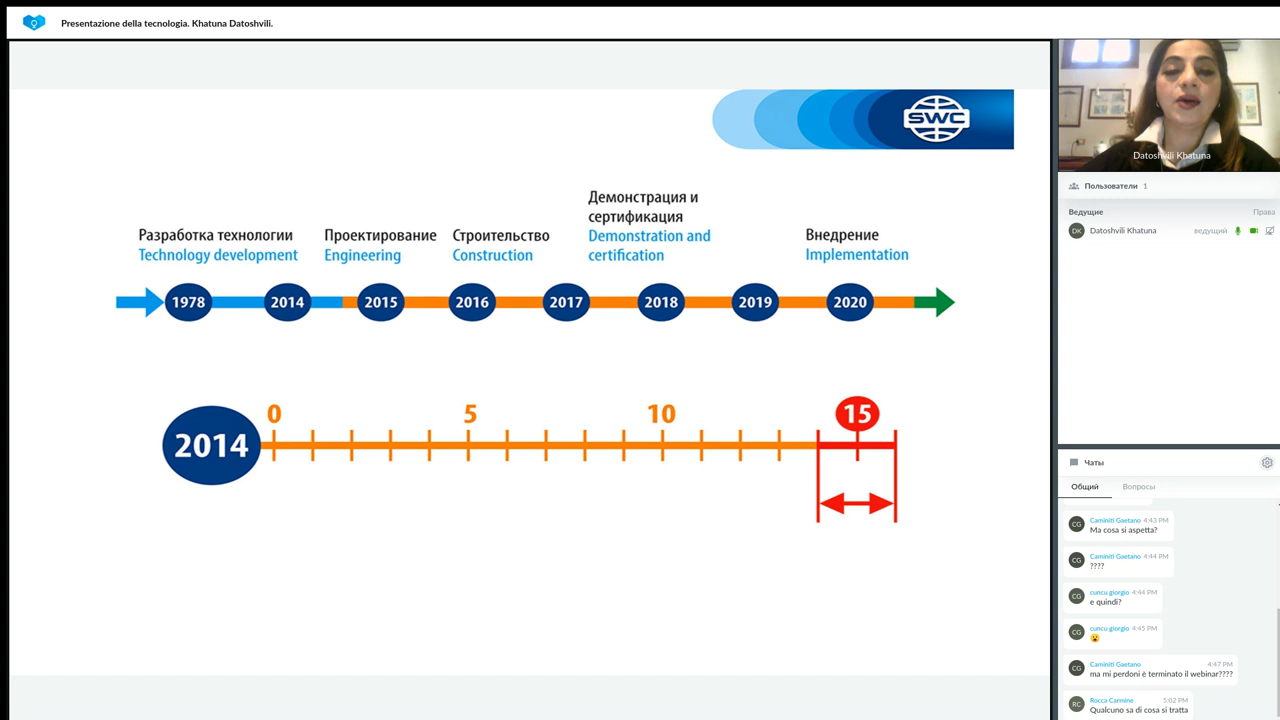 Presentazione della tecnologia. Khatuna Datoshvili.
SWC
Разработка технологии
Technology development
Проектирование
Engineering
Строительство
Construction
Демонстрация и
сертификация
Demonstration and
certification
Внедрение
Implementation
1978
2014
2015
2016
2017
2018
2019
2020
2014
0
5
10
15
Datoshvili Khatuna
Пользователи 1
Ведущие Права
DK Datoshvili Khatuna ведущий
Чаты
Общий Вопросы
CG Caminiti Gaetano 4:43 PM
Ma cosa si aspetta?
CG Caminiti Gaetano 4:44 PM
????
CG cuncu giorgio 4:44 PM
e quindi?
CG cuncu giorgio 4:45 PM
😮
CG Caminiti Gaetano 4:47 PM
ma mi perdoni è terminato il webinar????
RC Rocca Carmine 5:02 PM
Qualcuno sa di cosa si tratta